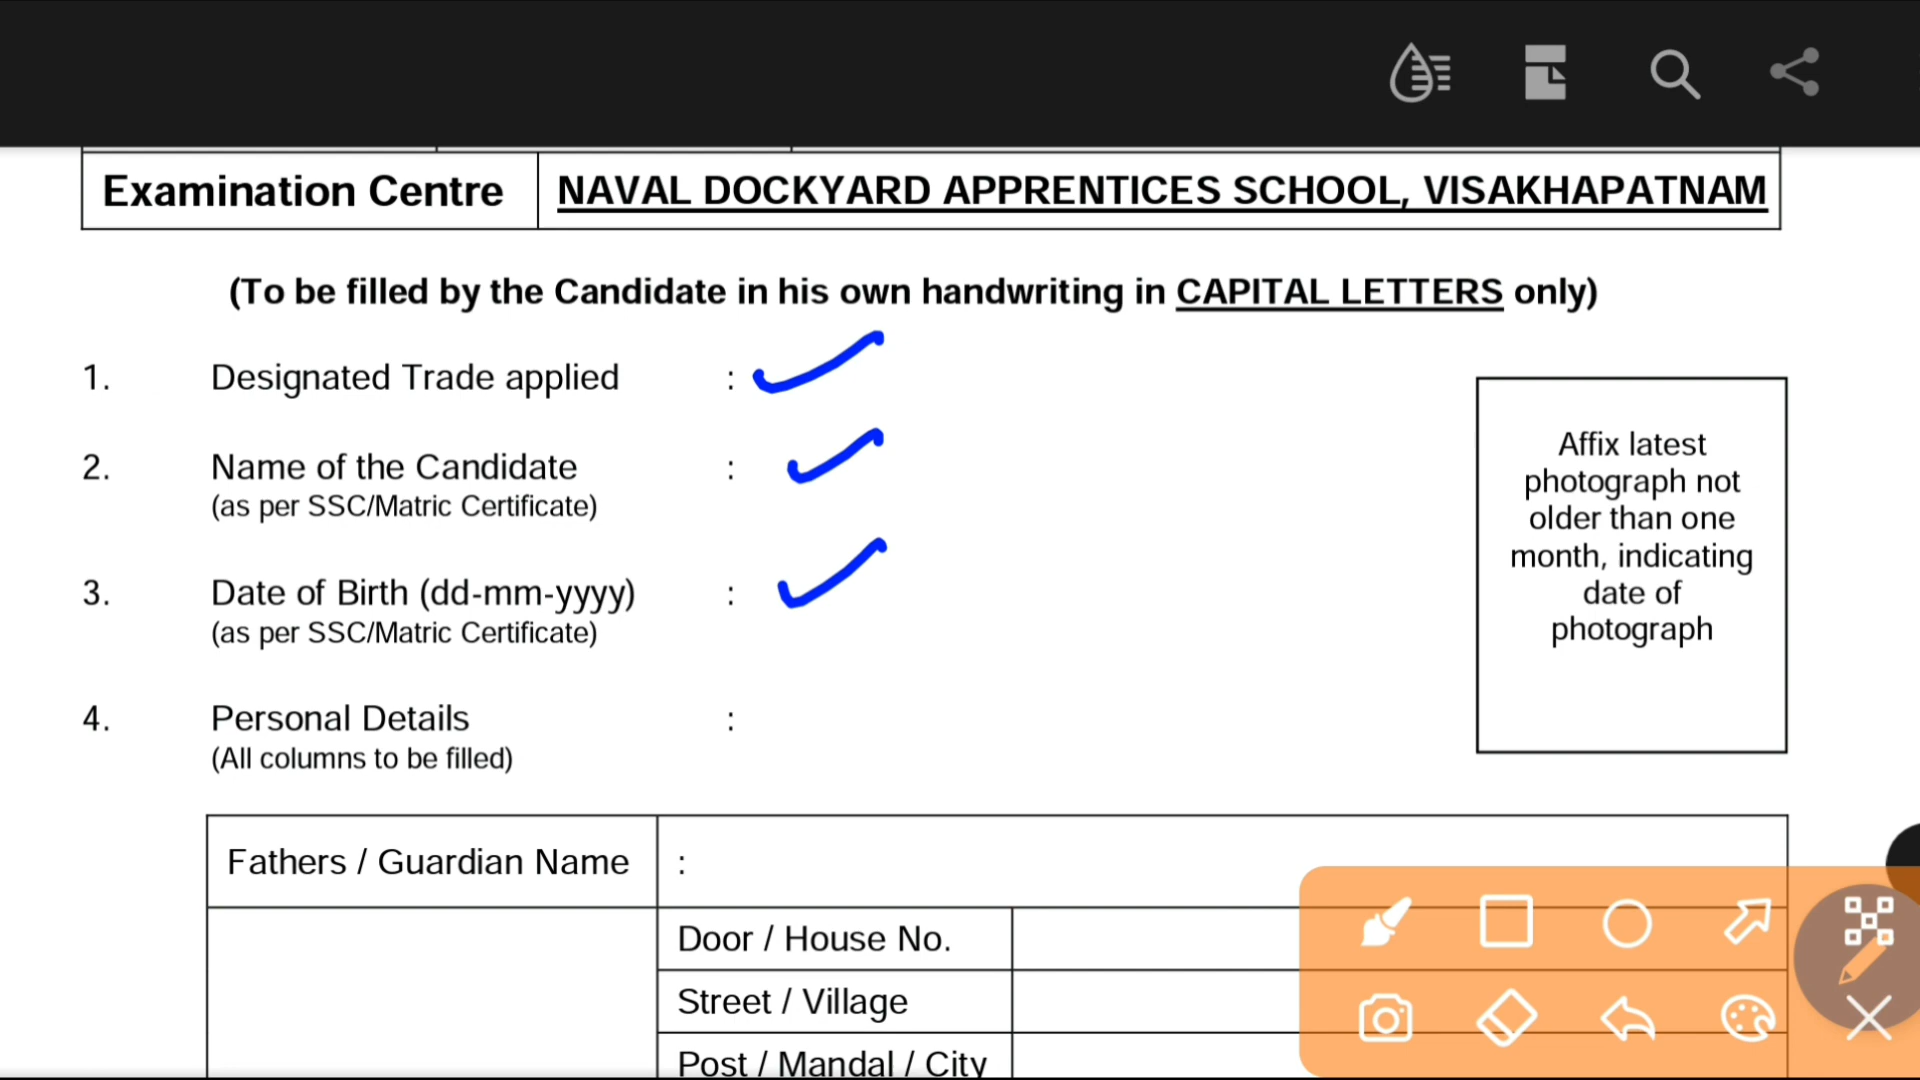 Examination Centre NAVAL DOCKYARD APPRENTICES SCHOOL, VISAKHAPATNAM
(To be filled by the Candidate in his own handwriting in CAPITAL LETTERS only)
1. Designated Trade applied :
2. Name of the Candidate :
(as per SSC/Matric Certificate)
3. Date of Birth (dd-mm-yyyy) :
(as per SSC/Matric Certificate)
4. Personal Details :
(All columns to be filled)
Affix latest
photograph not
older than one
month, indicating
date of
photograph
Fathers / Guardian Name :
Door / House No.
Street / Village
Post / Mandal / City